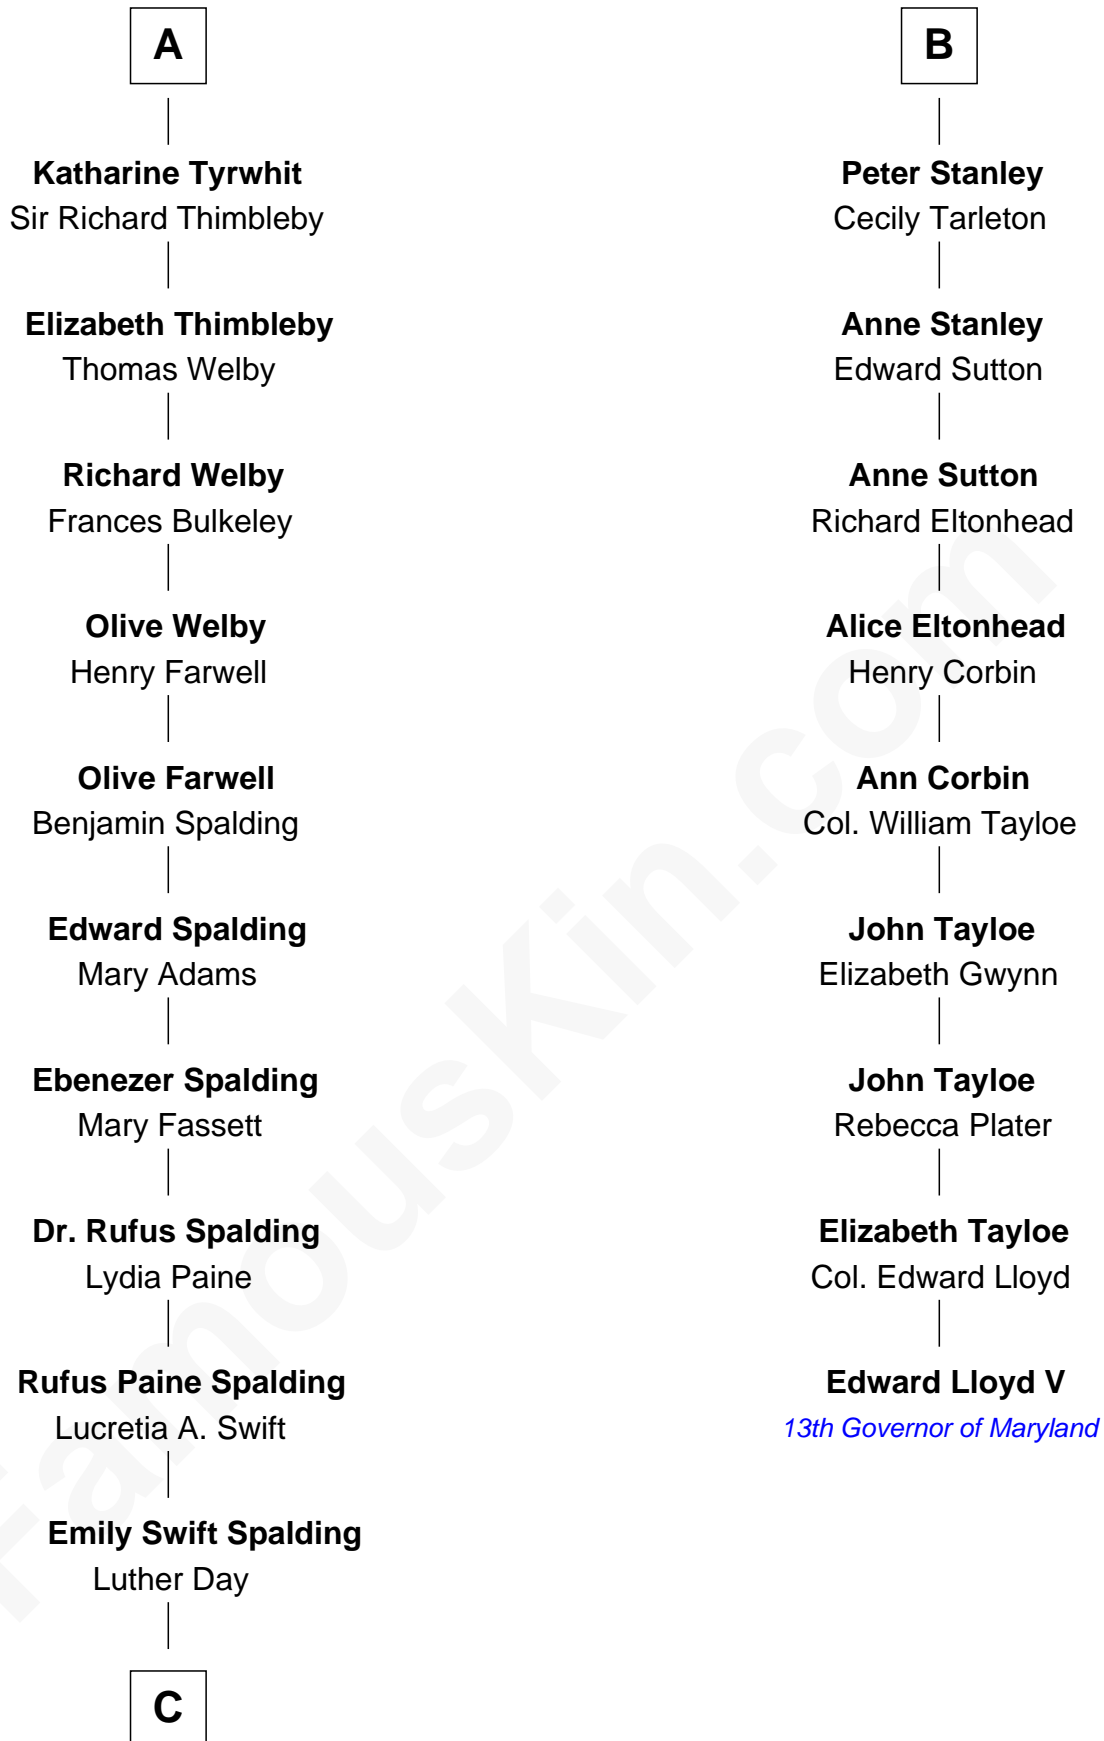 A
Katharine Tyrwhit
Sir Richard Thimbleby
Elizabeth Thimbleby
Thomas Welby
Richard Welby
Frances Bulkeley
Olive Welby
Henry Farwell
Olive Farwell
Benjamin Spalding
Edward Spalding
Mary Adams
Ebenezer Spalding
Mary Fassett
Dr. Rufus Spalding
Lydia Paine
Rufus Paine Spalding
Lucretia A. Swift
Emily Swift Spalding
Luther Day
C
B
Peter Stanley
Cecily Tarleton
Anne Stanley
Edward Sutton
Anne Sutton
Richard Eltonhead
Alice Eltonhead
Henry Corbin
Ann Corbin
Col. William Tayloe
John Tayloe
Elizabeth Gwynn
John Tayloe
Rebecca Plater
Elizabeth Tayloe
Col. Edward Lloyd
Edward Lloyd V
13th Governor of Maryland
FamousKin.com